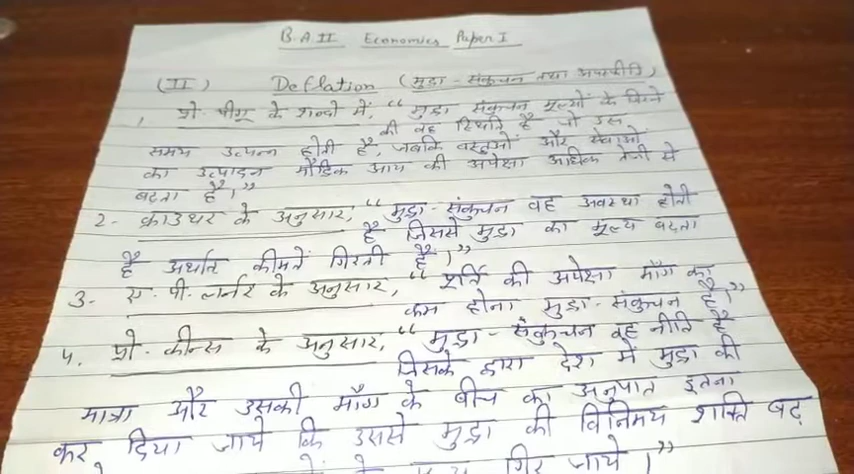 B.A.II Economics Paper I
(II) Deflation (मुद्रा-संकुचन तथा अपस्फीति)
1 प्रो. पीगू के शब्दों में, “मुद्रा संकुचन मूल्यों के गिरने
की वह स्थिति है जो उस
समय उत्पन्न होती है, जबकि वस्तुओं और सेवाओं
का उत्पादन मौद्रिक आय की अपेक्षा अधिक तेजी से
बढ़ता है।”
2- क्राउथर के अनुसार, “मुद्रा-संकुचन वह अवस्था होती
है जिससे मुद्रा का मूल्य बढ़ता
है अर्थात कीमतें गिरती हैं।”
3- ए. पी. लर्नर के अनुसार, “पूर्ति की अपेक्षा माँग का
कम होना मुद्रा-संकुचन है।”
4. प्रो. कीन्स के अनुसार, “मुद्रा-संकुचन वह नीति है
जिसके द्वारा देश में मुद्रा की
मात्रा और उसकी माँग के बीच का अनुपात इतना
कर दिया जाये कि उससे मुद्रा की विनिमय शक्ति बढ़
गिर जाये।”